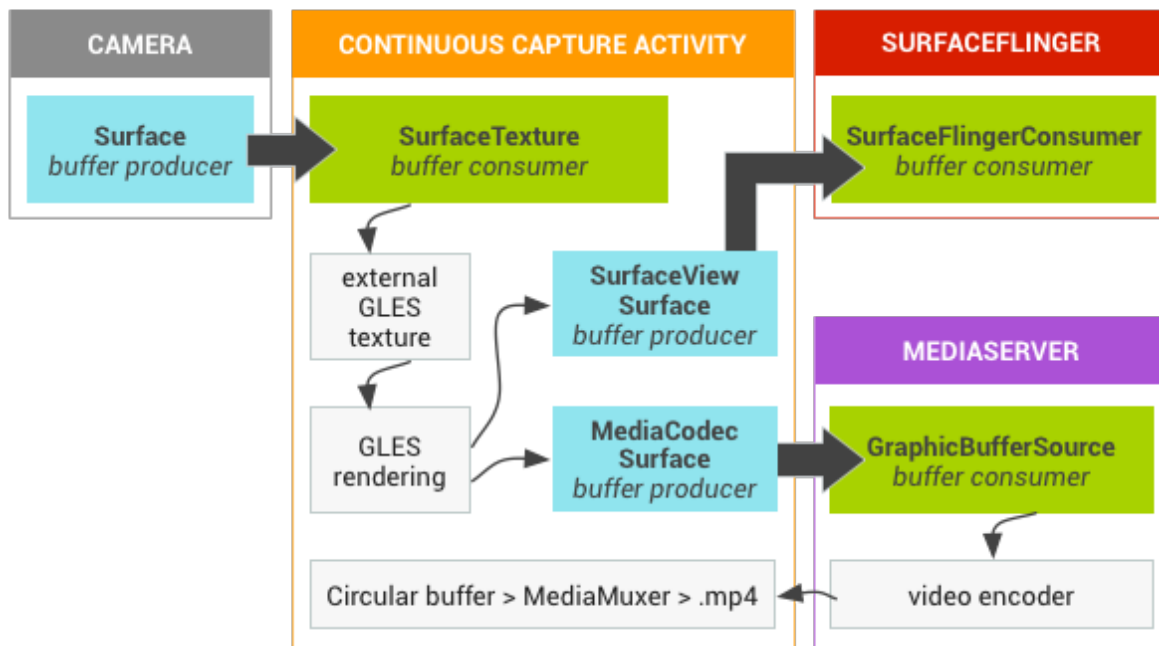 CAMERA
Surface
buffer producer
CONTINUOUS CAPTURE ACTIVITY
SurfaceTexture
buffer consumer
external
GLES
texture
GLES
rendering
SurfaceView
Surface
buffer producer
MediaCodec
Surface
buffer producer
Circular buffer > MediaMuxer > .mp4
SURFACEFLINGER
SurfaceFlingerConsumer
buffer consumer
MEDIASERVER
GraphicBufferSource
buffer consumer
video encoder